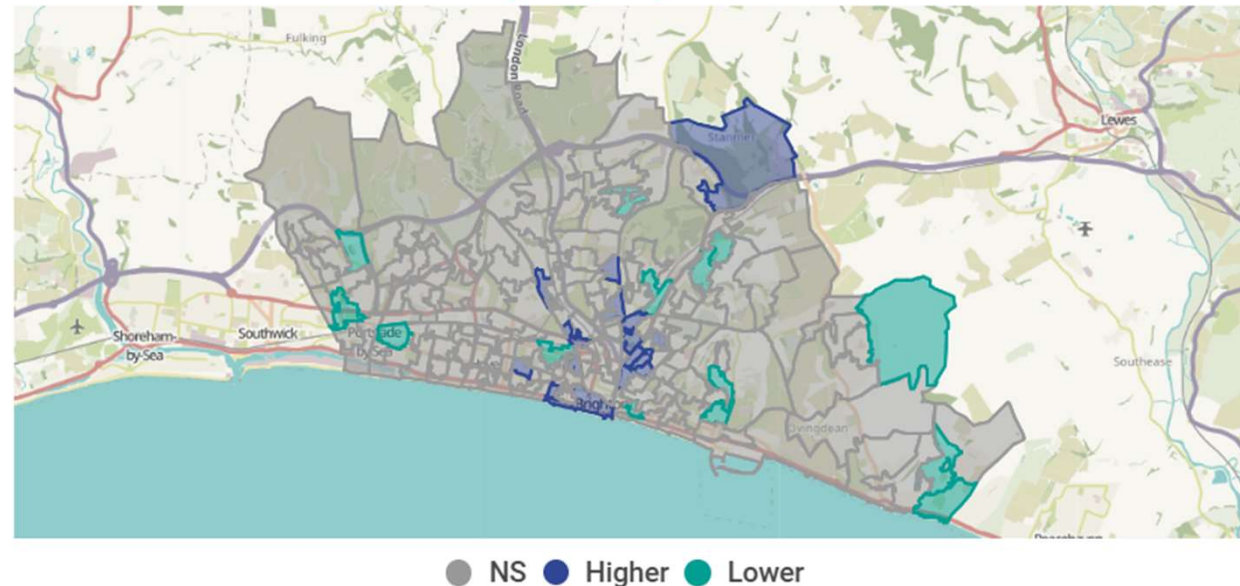 Fulking
London Road
Stanmer
Lewes
Shoreham-
by-Sea
Southwick
Portslade
by Sea
Southease
Brighton
Ovingdean
NS
Higher
Lower